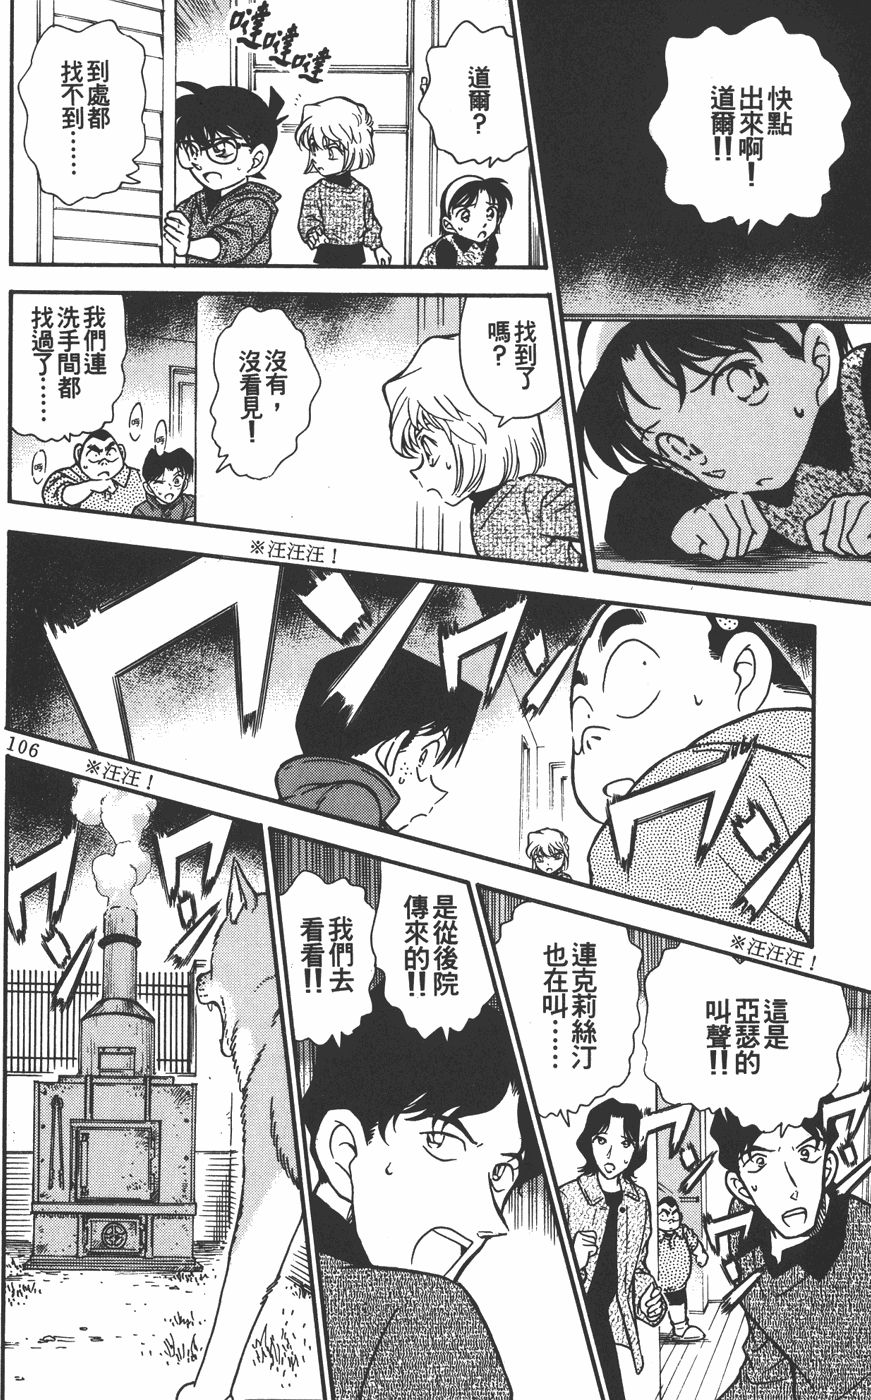 快點
出來啊！
道爾!!
道爾？
噠噠噠
到處都
找不到……
找到了
嗎？
沒有，
沒看見！
我們連
洗手間都
找過了……
※汪汪汪！
※汪汪汪！
這是
亞瑟的
叫聲!!
連克莉絲汀
也在叫……
是從後院
傳來的!!
我們去
看看!!
※汪汪！
106